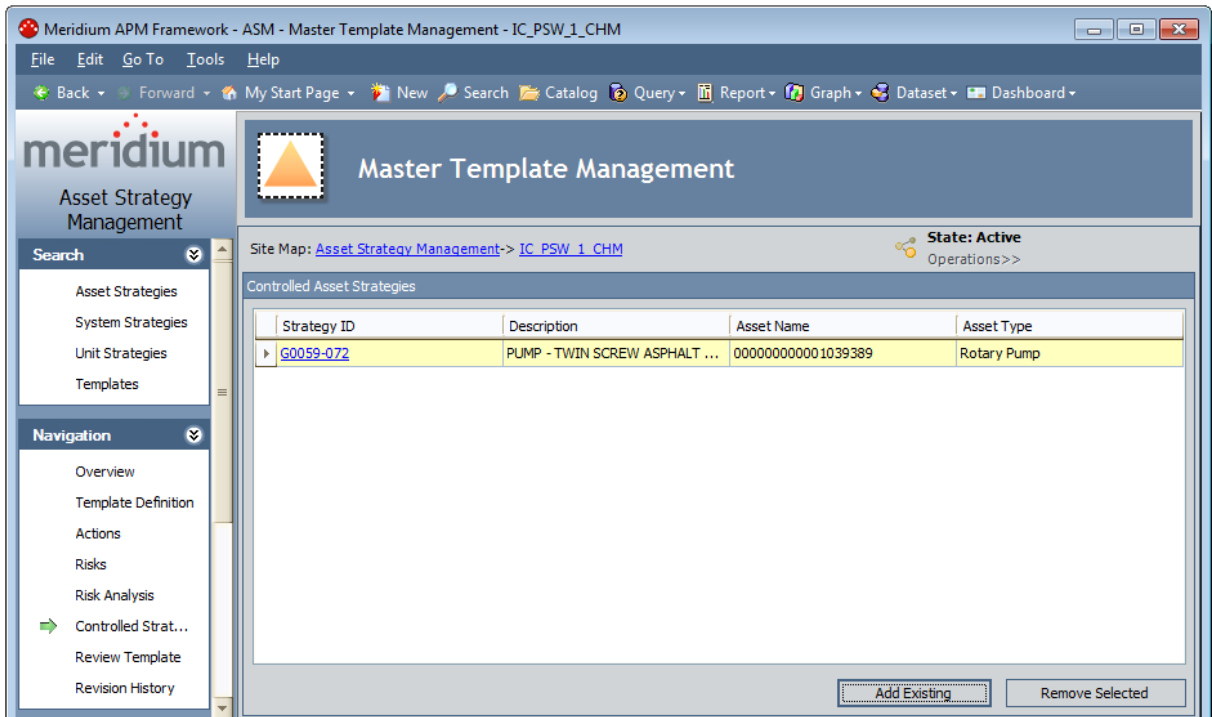 Meridium APM Framework - ASM - Master Template Management - IC_PSW_1_CHM
File Edit Go To Tools Help
Back Forward My Start Page New Search Catalog Query Report Graph Dataset Dashboard
meridium
Asset Strategy
Management
Search
Asset Strategies
System Strategies
Unit Strategies
Templates
Navigation
Overview
Template Definition
Actions
Risks
Risk Analysis
Controlled Strat...
Review Template
Revision History
Master Template Management
Site Map: Asset Strategy Management-> IC_PSW_1_CHM
State: Active
Operations>>
Controlled Asset Strategies
Strategy ID Description Asset Name Asset Type
G0059-072 PUMP - TWIN SCREW ASPHALT ... 000000000001039389 Rotary Pump
Add Existing Remove Selected